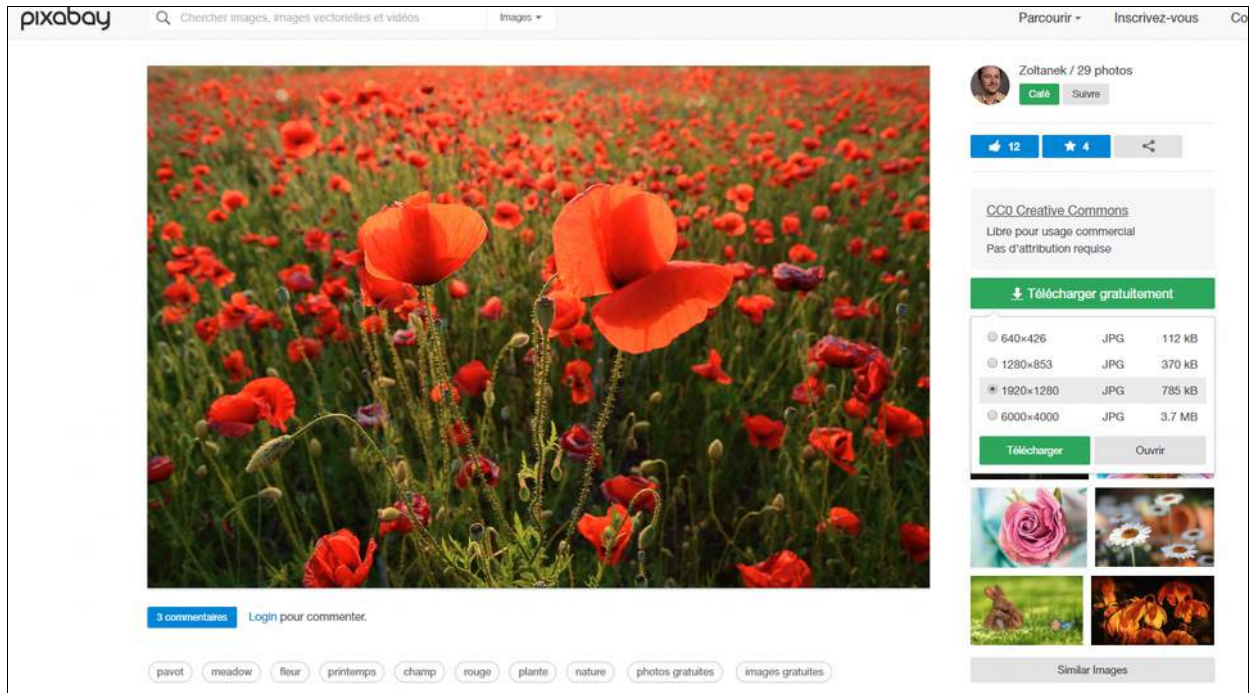 pixabay
Chercher images, images vectorielles et vidéos
Images
Parcourir
Inscrivez-vous
Co
Zoltanek / 29 photos
Café Suivre
12 4
CC0 Creative Commons
Libre pour usage commercial
Pas d'attribution requise
Télécharger gratuitement
640×426 JPG 112 kB
1280×853 JPG 370 kB
1920×1280 JPG 785 kB
6000×4000 JPG 3.7 MB
Télécharger Ouvrir
3 commentaires Login pour commenter.
pavot meadow fleur printemps champ rouge plante nature photos gratuites images gratuites
Similar Images